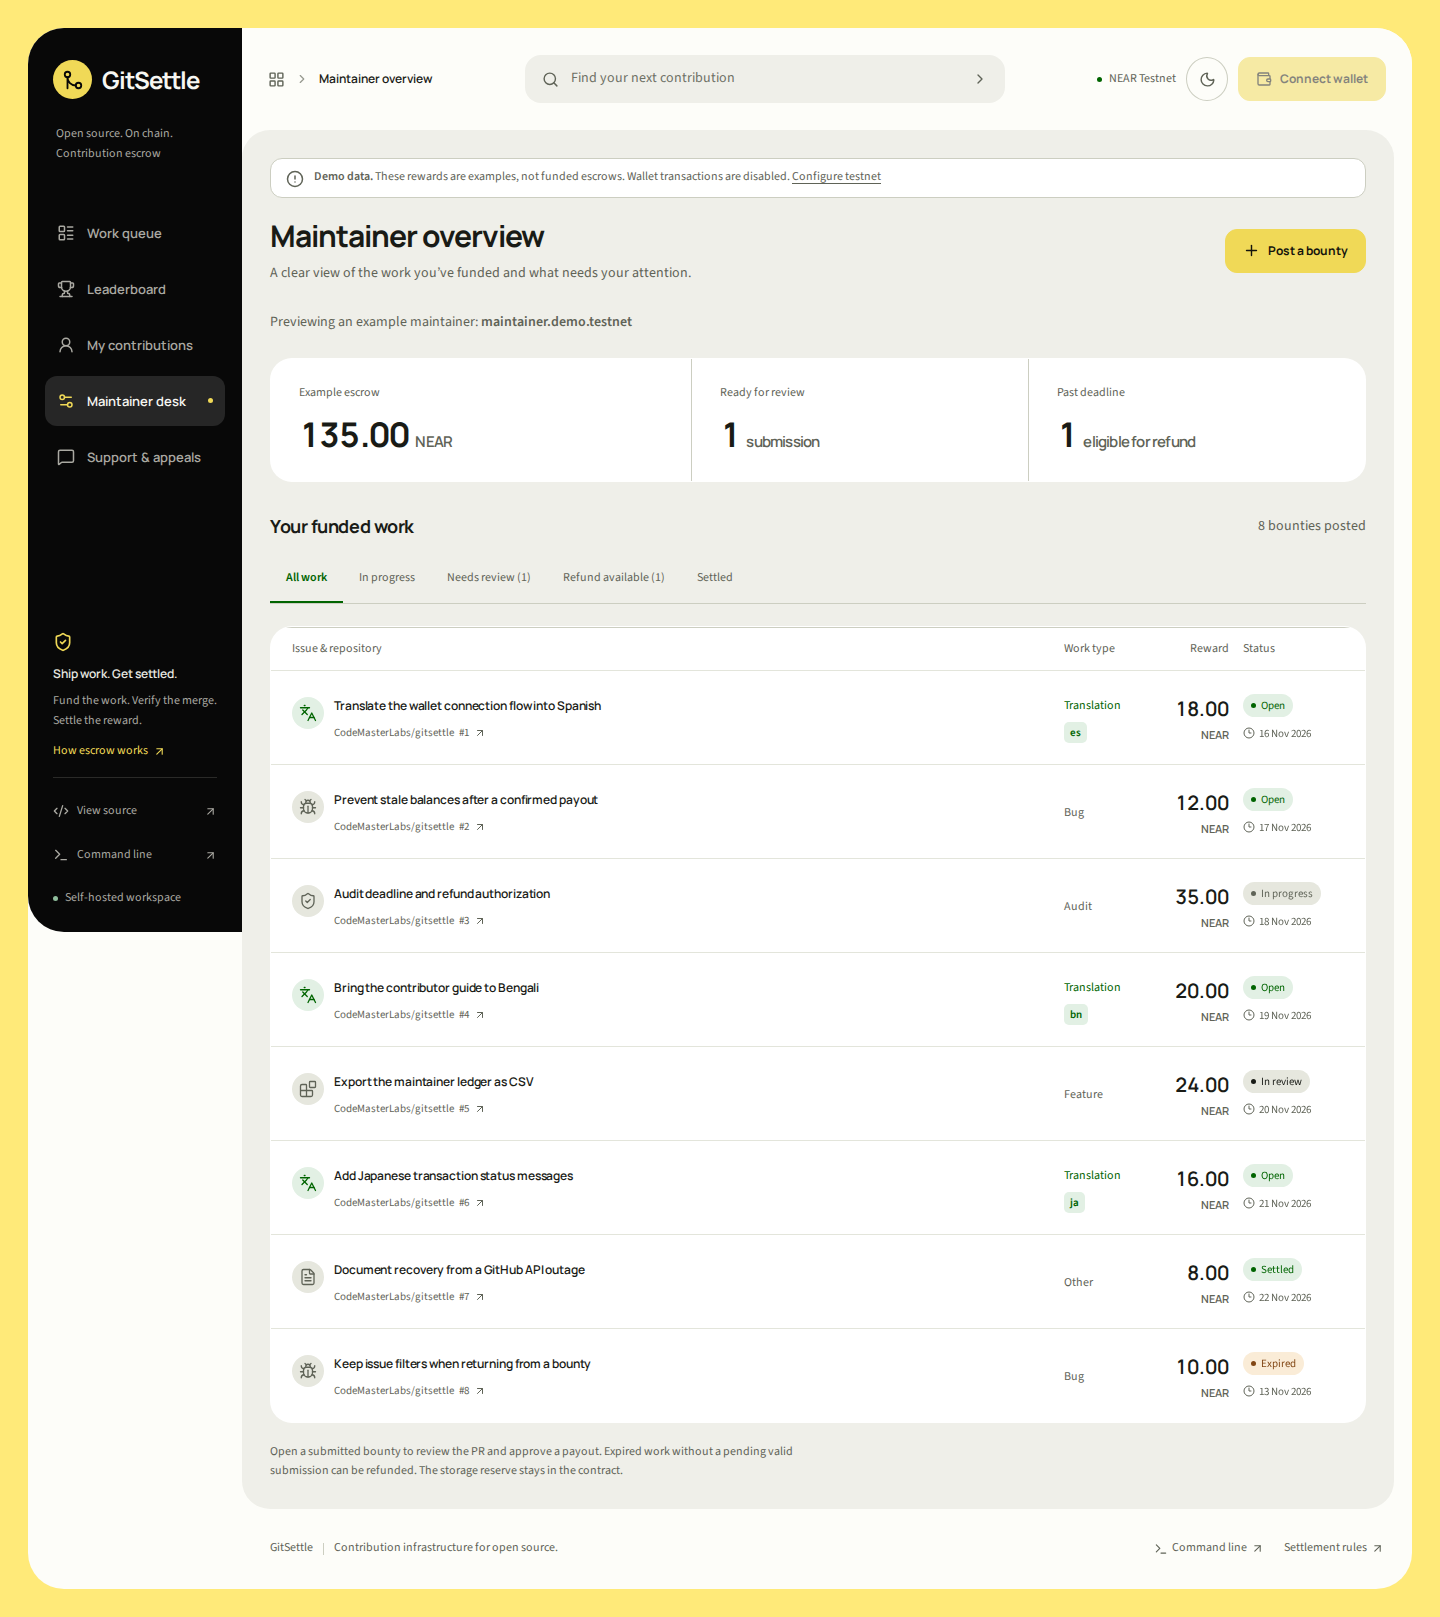 GitSettle
Open source. On chain.
Contribution escrow
Work queue
Leaderboard
My contributions
Maintainer desk
Support & appeals
Ship work. Get settled.
Fund the work. Verify the merge.
Settle the reward.
How escrow works
View source
Command line
Self-hosted workspace
Maintainer overview
Find your next contribution
NEAR Testnet
Connect wallet
Demo data. These rewards are examples, not funded escrows. Wallet transactions are disabled. Configure testnet
Maintainer overview
A clear view of the work you've funded and what needs your attention.
Post a bounty
Previewing an example maintainer: maintainer.demo.testnet
Example escrow
135.00 NEAR
Ready for review
1 submission
Past deadline
1 eligible for refund
Your funded work
8 bounties posted
All work
In progress
Needs review (1)
Refund available (1)
Settled
Issue & repository
Work type
Reward
Status
Translate the wallet connection flow into Spanish
CodeMasterLabs/gitsettle #1
Translation
es
18.00
NEAR
Open
16 Nov 2026
Prevent stale balances after a confirmed payout
CodeMasterLabs/gitsettle #2
Bug
12.00
NEAR
Open
17 Nov 2026
Audit deadline and refund authorization
CodeMasterLabs/gitsettle #3
Audit
35.00
NEAR
In progress
18 Nov 2026
Bring the contributor guide to Bengali
CodeMasterLabs/gitsettle #4
Translation
bn
20.00
NEAR
Open
19 Nov 2026
Export the maintainer ledger as CSV
CodeMasterLabs/gitsettle #5
Feature
24.00
NEAR
In review
20 Nov 2026
Add Japanese transaction status messages
CodeMasterLabs/gitsettle #6
Translation
ja
16.00
NEAR
Open
21 Nov 2026
Document recovery from a GitHub API outage
CodeMasterLabs/gitsettle #7
Other
8.00
NEAR
Settled
22 Nov 2026
Keep issue filters when returning from a bounty
CodeMasterLabs/gitsettle #8
Bug
10.00
NEAR
Expired
13 Nov 2026
Open a submitted bounty to review the PR and approve a payout. Expired work without a pending valid
submission can be refunded. The storage reserve stays in the contract.
GitSettle
Contribution infrastructure for open source.
Command line
Settlement rules